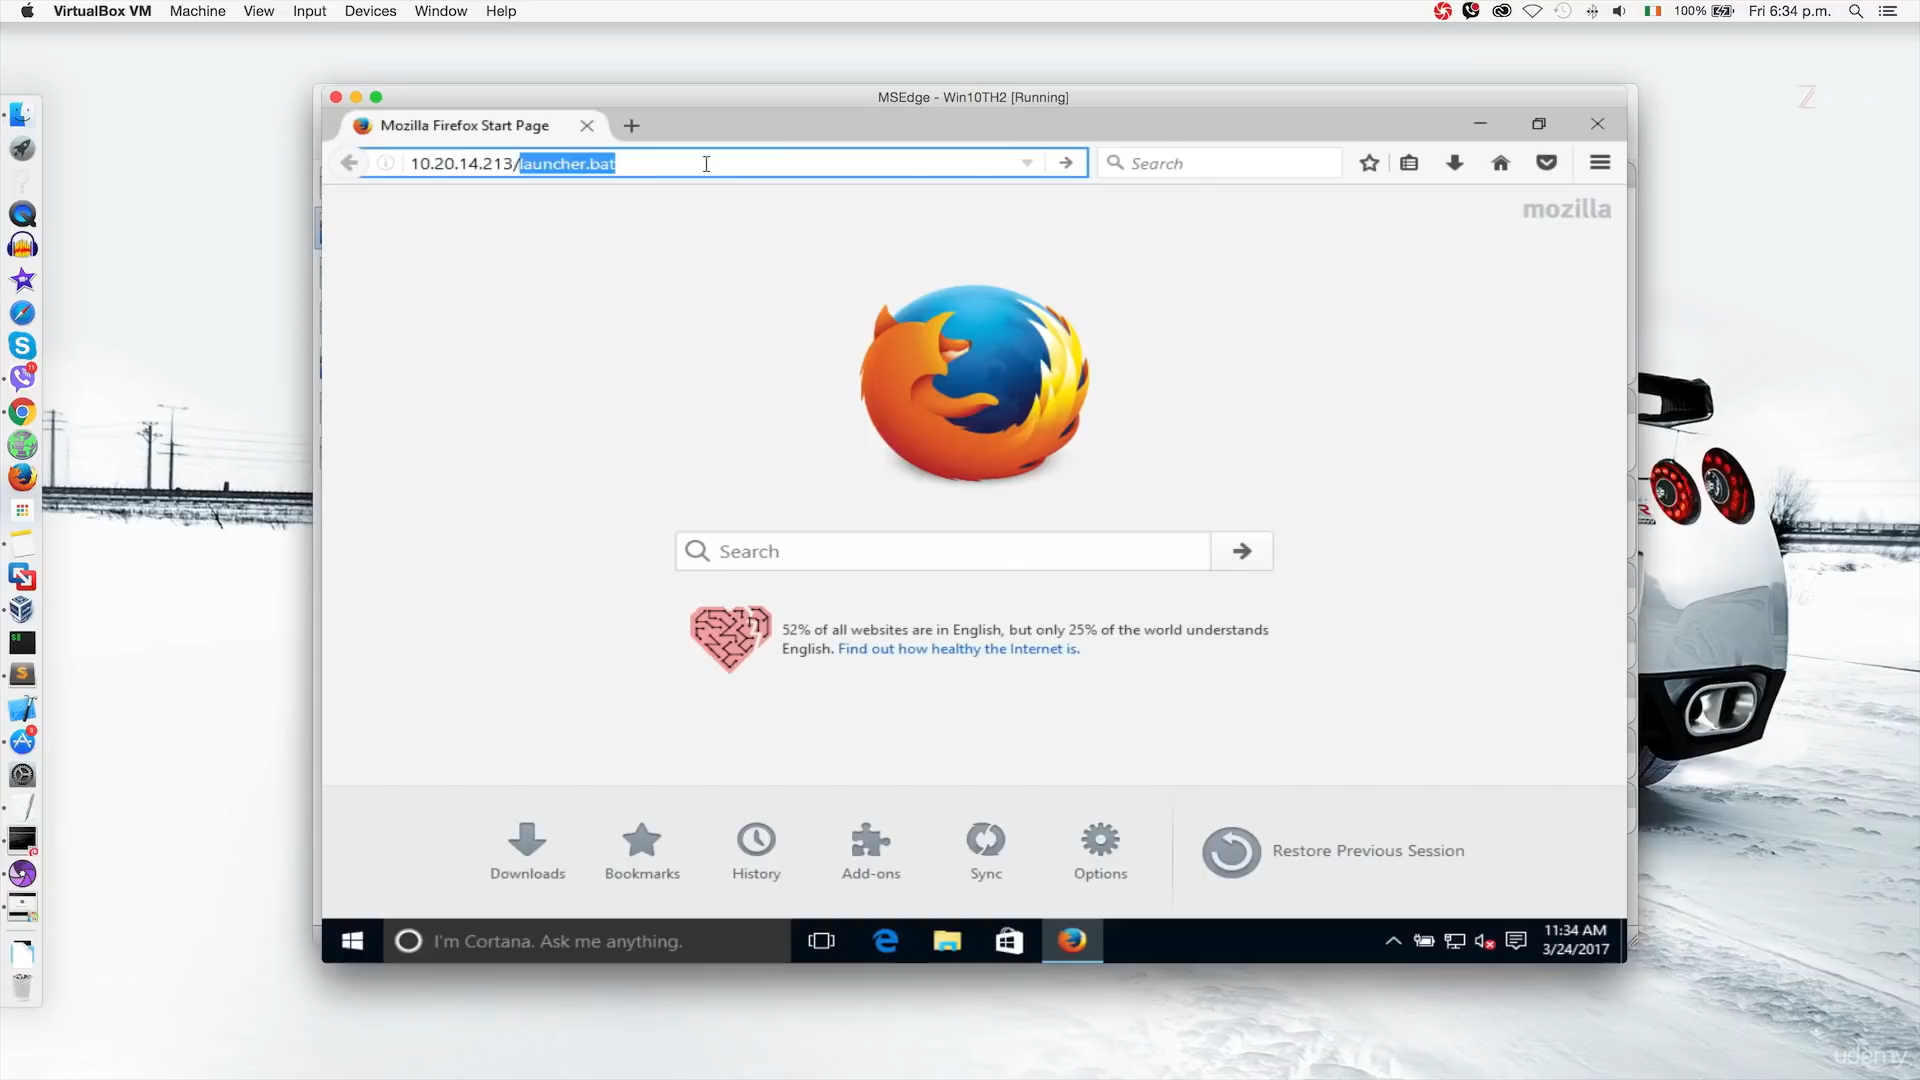 VirtualBox VM Machine View Input Devices Window Help
100% Fri 6:34 p.m.
MSEdge - Win10TH2 [Running]
Mozilla Firefox Start Page
10.20.14.213/launcher.bat
Search
mozilla
Search
52% of all websites are in English, but only 25% of the world understands
English. Find out how healthy the Internet is.
Downloads Bookmarks History Add-ons Sync Options
Restore Previous Session
I'm Cortana. Ask me anything.
11:34 AM
3/24/2017
udemy